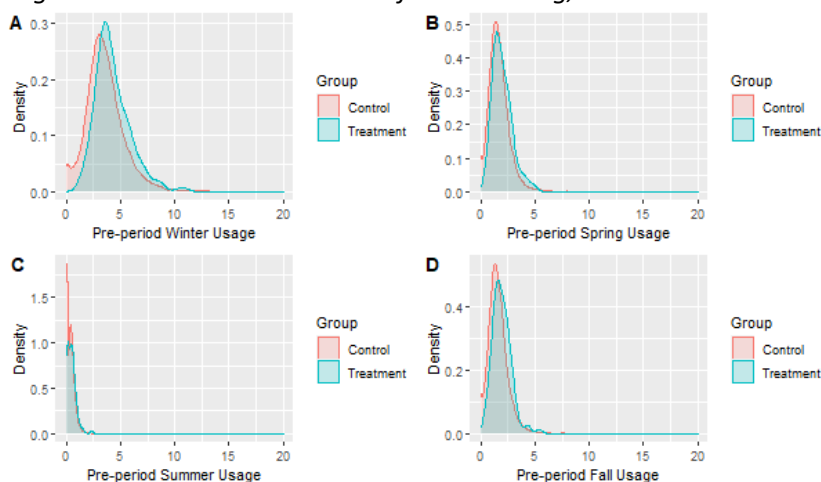 A
0.3
0.2
0.1
0.0
Density
0 5 10 15 20
Pre-period Winter Usage
Group
Control
Treatment
B
0.5
0.4
0.3
0.2
0.1
0.0
Density
0 5 10 15 20
Pre-period Spring Usage
Group
Control
Treatment
C
1.5
1.0
0.5
0.0
Density
0 5 10 15 20
Pre-period Summer Usage
Group
Control
Treatment
D
0.4
0.2
0.0
Density
0 5 10 15 20
Pre-period Fall Usage
Group
Control
Treatment